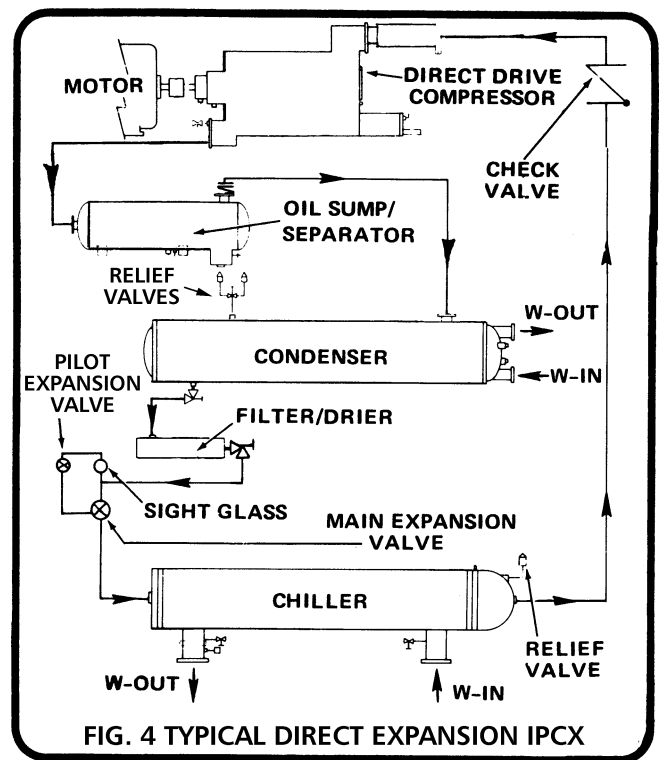 MOTOR
DIRECT DRIVE
COMPRESSOR
CHECK
VALVE
OIL SUMP/
SEPARATOR
RELIEF
VALVES
W-OUT
CONDENSER
W-IN
PILOT
EXPANSION
VALVE
FILTER/DRIER
SIGHT GLASS
MAIN EXPANSION
VALVE
CHILLER
RELIEF
VALVE
W-OUT
W-IN
FIG. 4 TYPICAL DIRECT EXPANSION IPCX